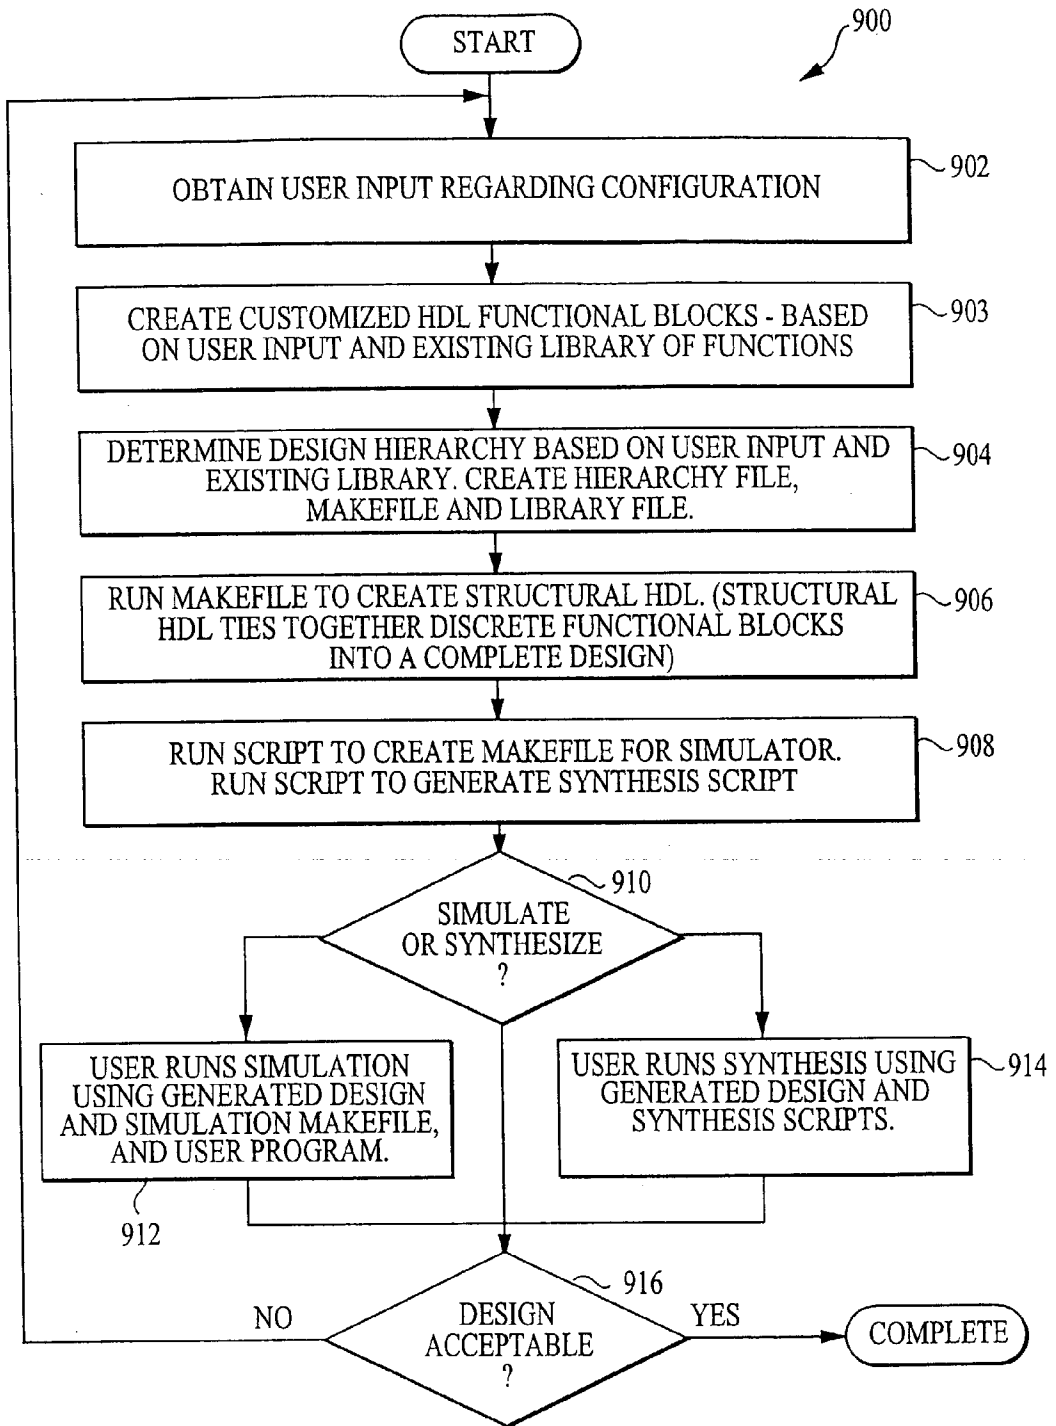 START
900
OBTAIN USER INPUT REGARDING CONFIGURATION
902
CREATE CUSTOMIZED HDL FUNCTIONAL BLOCKS - BASED
ON USER INPUT AND EXISTING LIBRARY OF FUNCTIONS
903
DETERMINE DESIGN HIERARCHY BASED ON USER INPUT AND
EXISTING LIBRARY. CREATE HIERARCHY FILE,
MAKEFILE AND LIBRARY FILE.
904
RUN MAKEFILE TO CREATE STRUCTURAL HDL. (STRUCTURAL
HDL TIES TOGETHER DISCRETE FUNCTIONAL BLOCKS
INTO A COMPLETE DESIGN)
906
RUN SCRIPT TO CREATE MAKEFILE FOR SIMULATOR.
RUN SCRIPT TO GENERATE SYNTHESIS SCRIPT
908
910
SIMULATE
OR SYNTHESIZE
?
USER RUNS SIMULATION
USING GENERATED DESIGN
AND SIMULATION MAKEFILE,
AND USER PROGRAM.
912
USER RUNS SYNTHESIS USING
GENERATED DESIGN AND
SYNTHESIS SCRIPTS.
914
916
NO
DESIGN
ACCEPTABLE
?
YES
COMPLETE